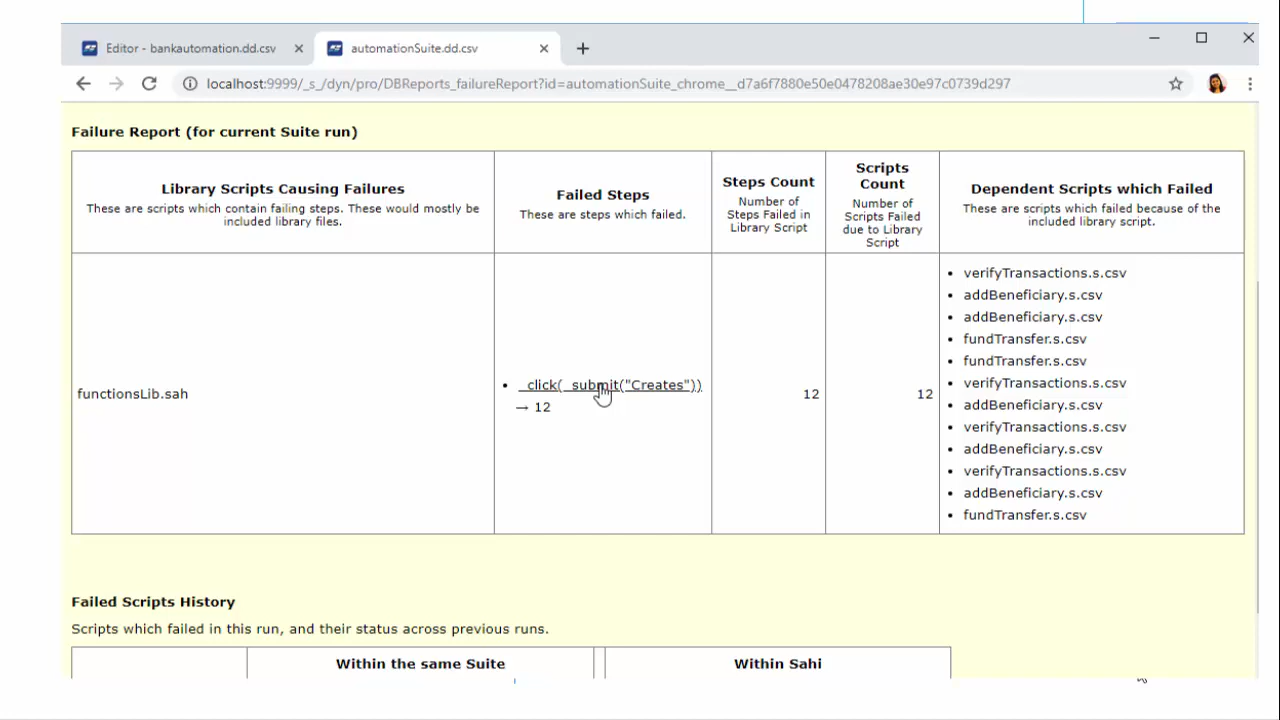 Editor - bankautomation.dd.csv
automationSuite.dd.csv
localhost:9999/_s_/dyn/pro/DBReports_failureReport?id=automationSuite_chrome__d7a6f7880e50e0478208ae30e97c0739d297
Failure Report (for current Suite run)
Library Scripts Causing Failures
These are scripts which contain failing steps. These would mostly be
included library files.
Failed Steps
These are steps which failed.
Steps Count
Number of
Steps Failed in
Library Script
Scripts
Count
Number of
Scripts Failed
due to Library
Script
Dependent Scripts which Failed
These are scripts which failed because of the
included library script.
functionsLib.sah
• _click(_submit("Creates"))
→ 12
12
12
• verifyTransactions.s.csv
• addBeneficiary.s.csv
• addBeneficiary.s.csv
• fundTransfer.s.csv
• fundTransfer.s.csv
• verifyTransactions.s.csv
• addBeneficiary.s.csv
• verifyTransactions.s.csv
• addBeneficiary.s.csv
• verifyTransactions.s.csv
• addBeneficiary.s.csv
• fundTransfer.s.csv
Failed Scripts History
Scripts which failed in this run, and their status across previous runs.
Within the same Suite
Within Sahi